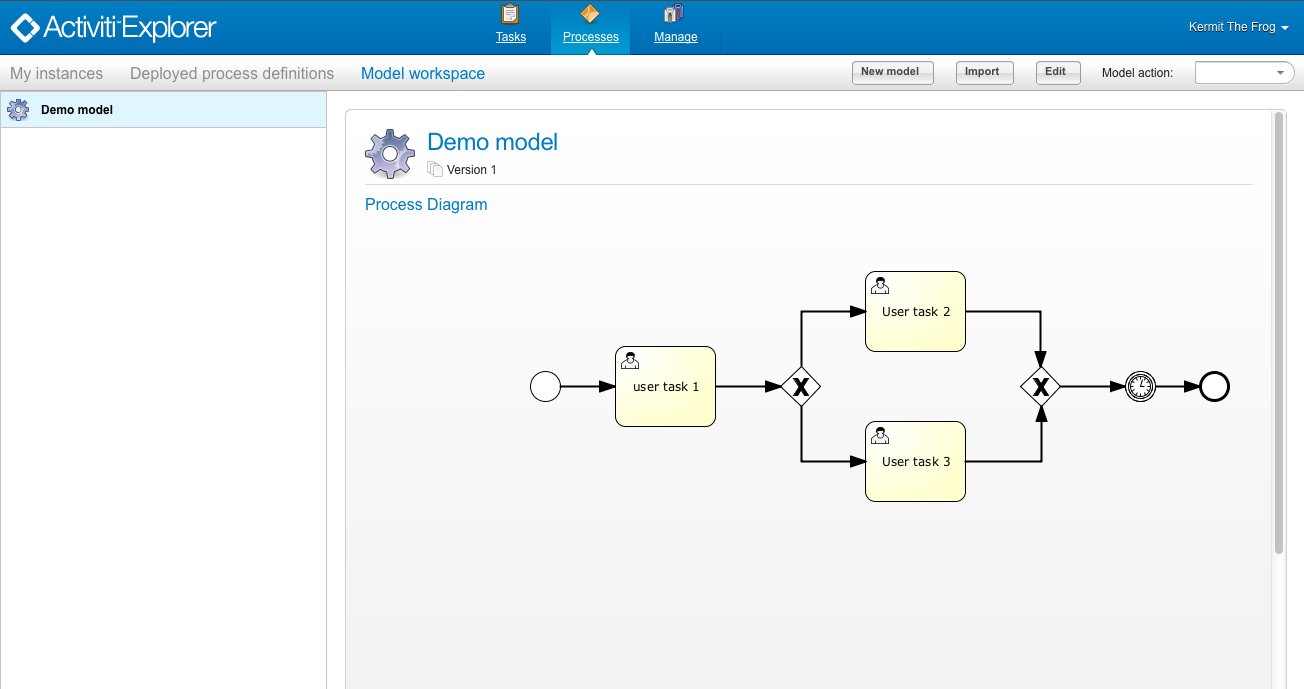 Activiti Explorer
Tasks
Processes
Manage
Kermit The Frog
My instances
Deployed process definitions
Model workspace
New model
Import
Edit
Model action:
Demo model
Demo model
Version 1
Process Diagram
User task 2
user task 1
X
X
User task 3